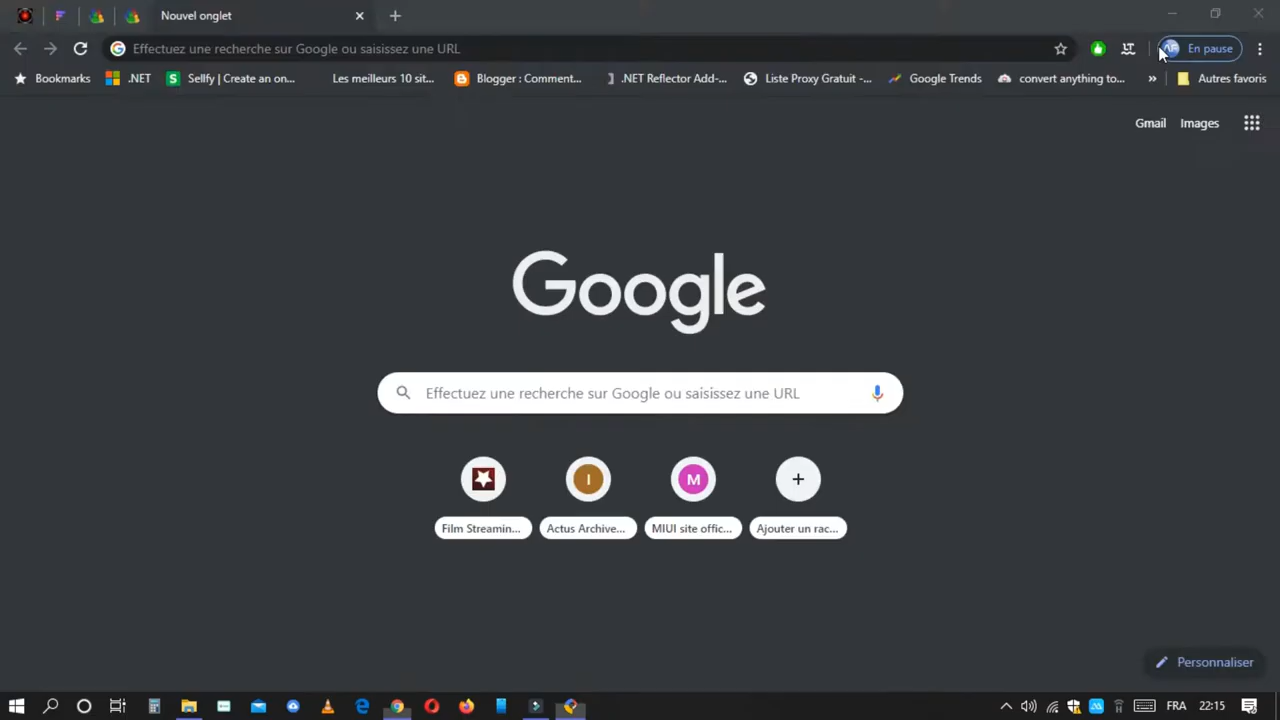 Nouvel onglet
Effectuez une recherche sur Google ou saisissez une URL
En pause
Bookmarks .NET Sellfy | Create an on... Les meilleurs 10 sit... Blogger : Comment... .NET Reflector Add-... Liste Proxy Gratuite -... Google Trends convert anything to... » Autres favoris
Gmail Images
Google
Effectuez une recherche sur Google ou saisissez une URL
I M
Film Streamin... Actus Archive... MIUI site offic... Ajouter un rac...
Personnaliser
FRA 22:15